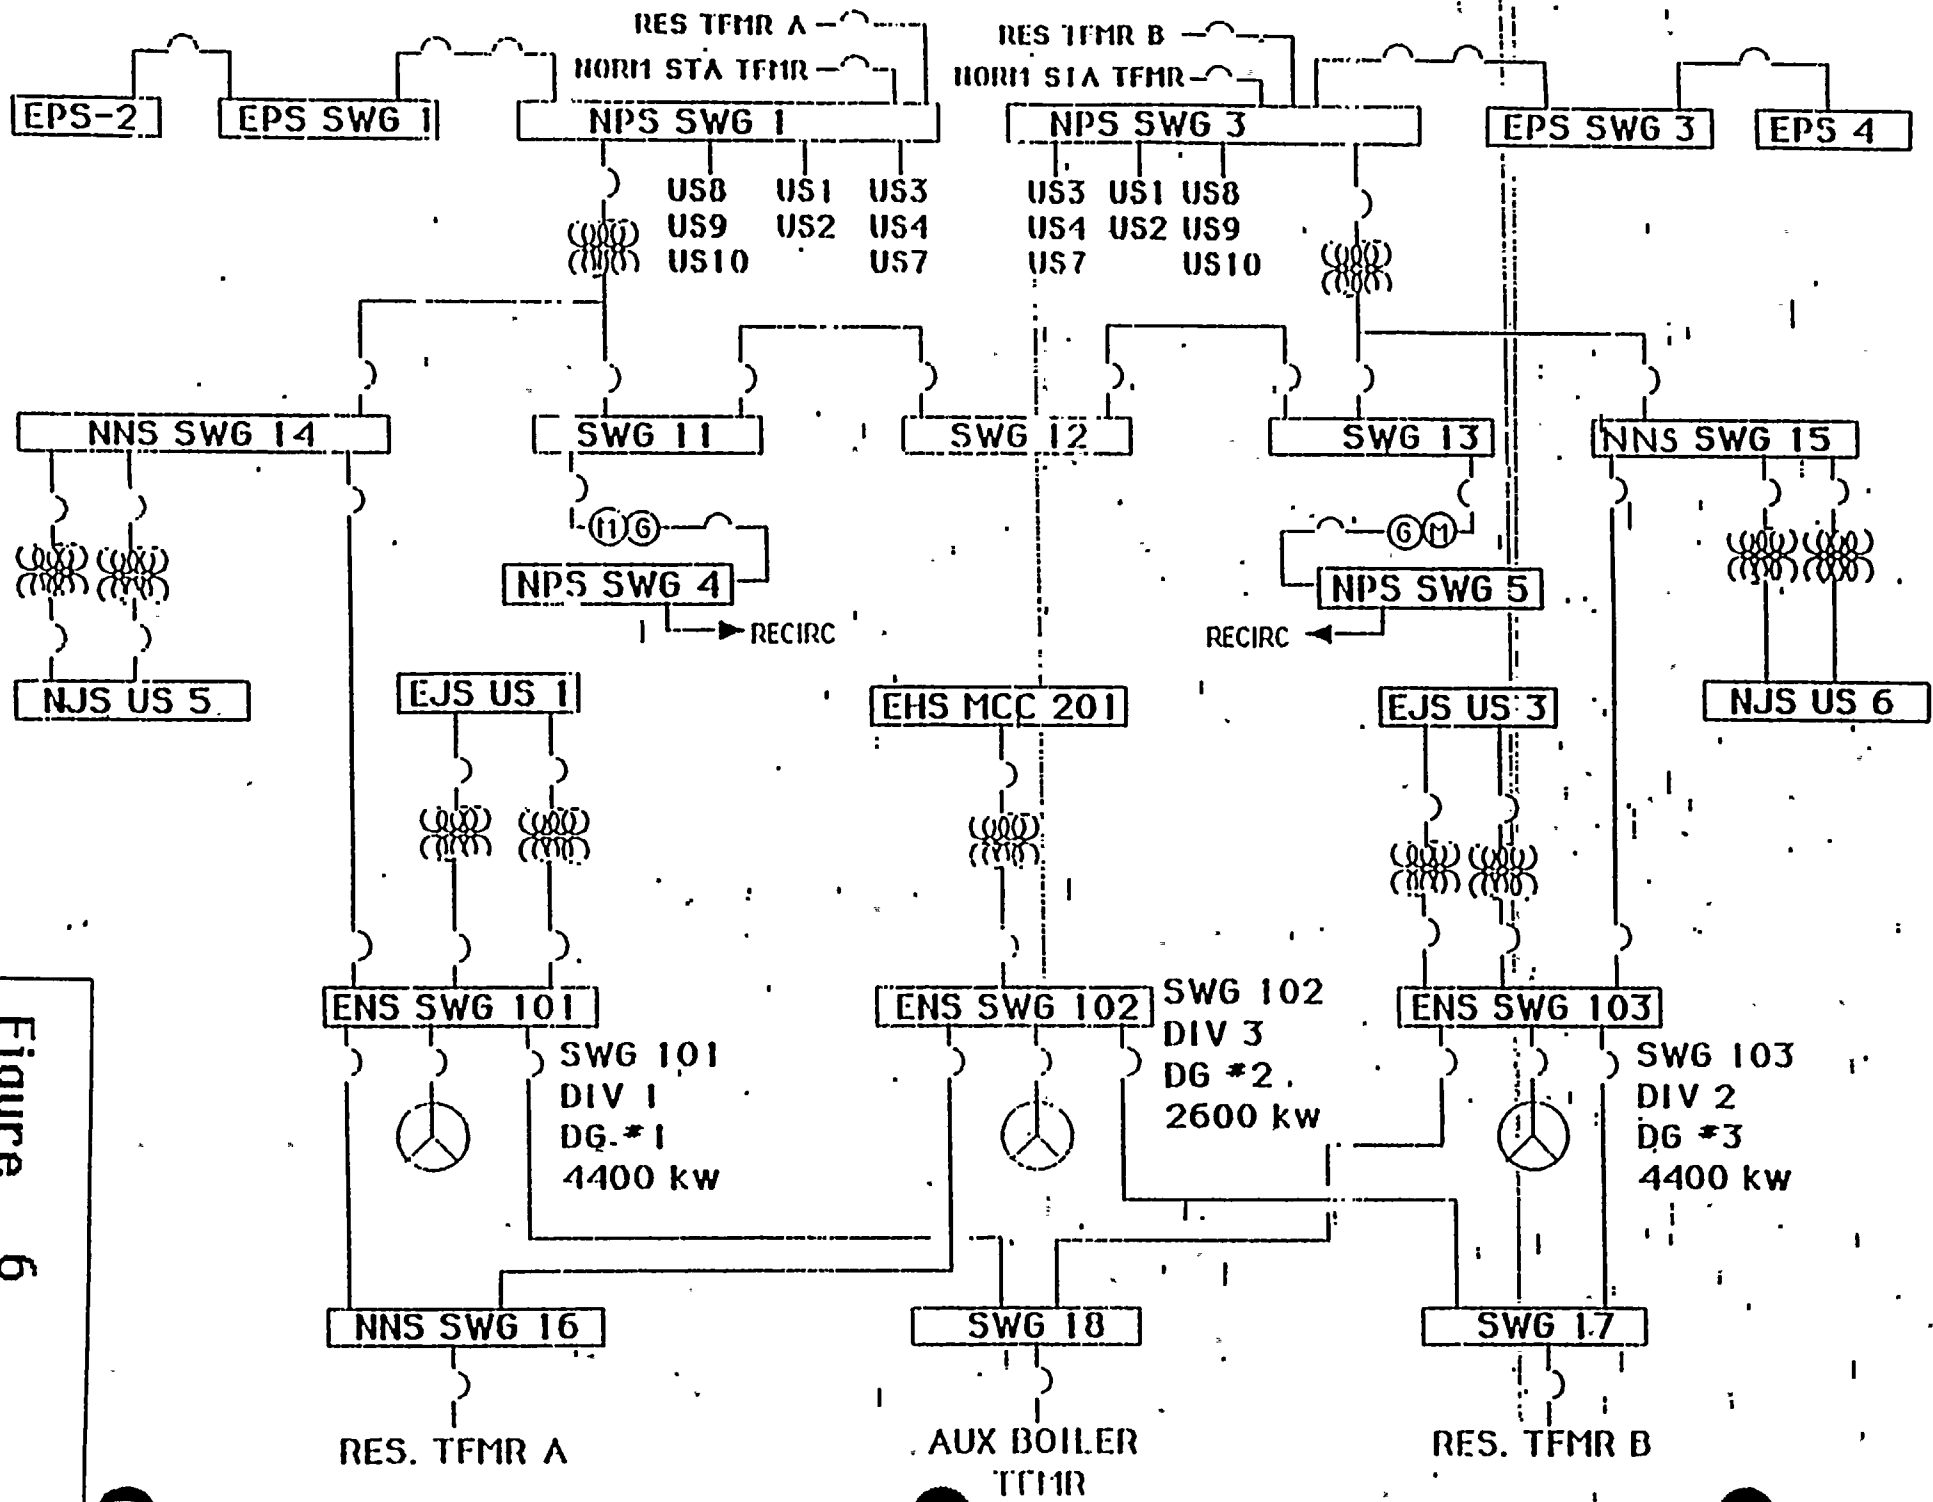 RES TFMR A
NORM STA TFMR
RES TFMR B
NORM STA TFMR
EPS-2
EPS SWG 1
NPS SWG 1
NPS SWG 3
EPS SWG 3
EPS 4
US8 US1 US3
US9 US2 US4
US10 US7
US3 US1 US8
US4 US2 US9
US7 US10
NNS SWG 14
SWG 11
SWG 12
SWG 13
NNS SWG 15
M G
G M
NPS SWG 4
NPS SWG 5
RECIRC
RECIRC
NJS US 5
EJS US 1
EHS MCC 201
EJS US 3
NJS US 6
ENS SWG 101
ENS SWG 102
ENS SWG 103
SWG 101
DIV 1
DG #1
4400 kw
SWG 102
DIV 3
DG #2
2600 kw
SWG 103
DIV 2
DG #3
4400 kw
NNS SWG 16
SWG 18
SWG 17
RES. TFMR A
AUX BOILER
TFMR
RES. TFMR B
Figure 6